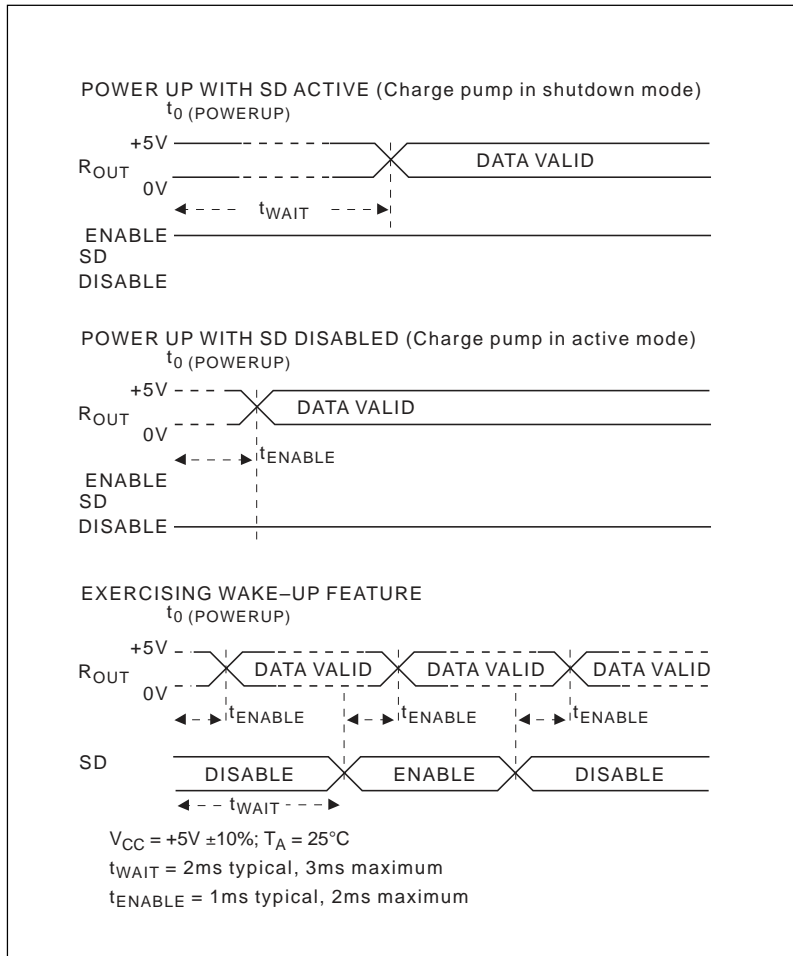 POWER UP WITH SD ACTIVE (Charge pump in shutdown mode)
t0 (POWERUP)
+5V
ROUT
DATA VALID
0V
tWAIT
ENABLE
SD
DISABLE
POWER UP WITH SD DISABLED (Charge pump in active mode)
t0 (POWERUP)
+5V
ROUT
DATA VALID
0V
tENABLE
ENABLE
SD
DISABLE
EXERCISING WAKE–UP FEATURE
t0 (POWERUP)
+5V
ROUT
DATA VALID DATA VALID DATA VALID
0V
tENABLE tENABLE tENABLE
SD
DISABLE ENABLE DISABLE
tWAIT
VCC = +5V ±10%; TA = 25°C
tWAIT = 2ms typical, 3ms maximum
tENABLE = 1ms typical, 2ms maximum